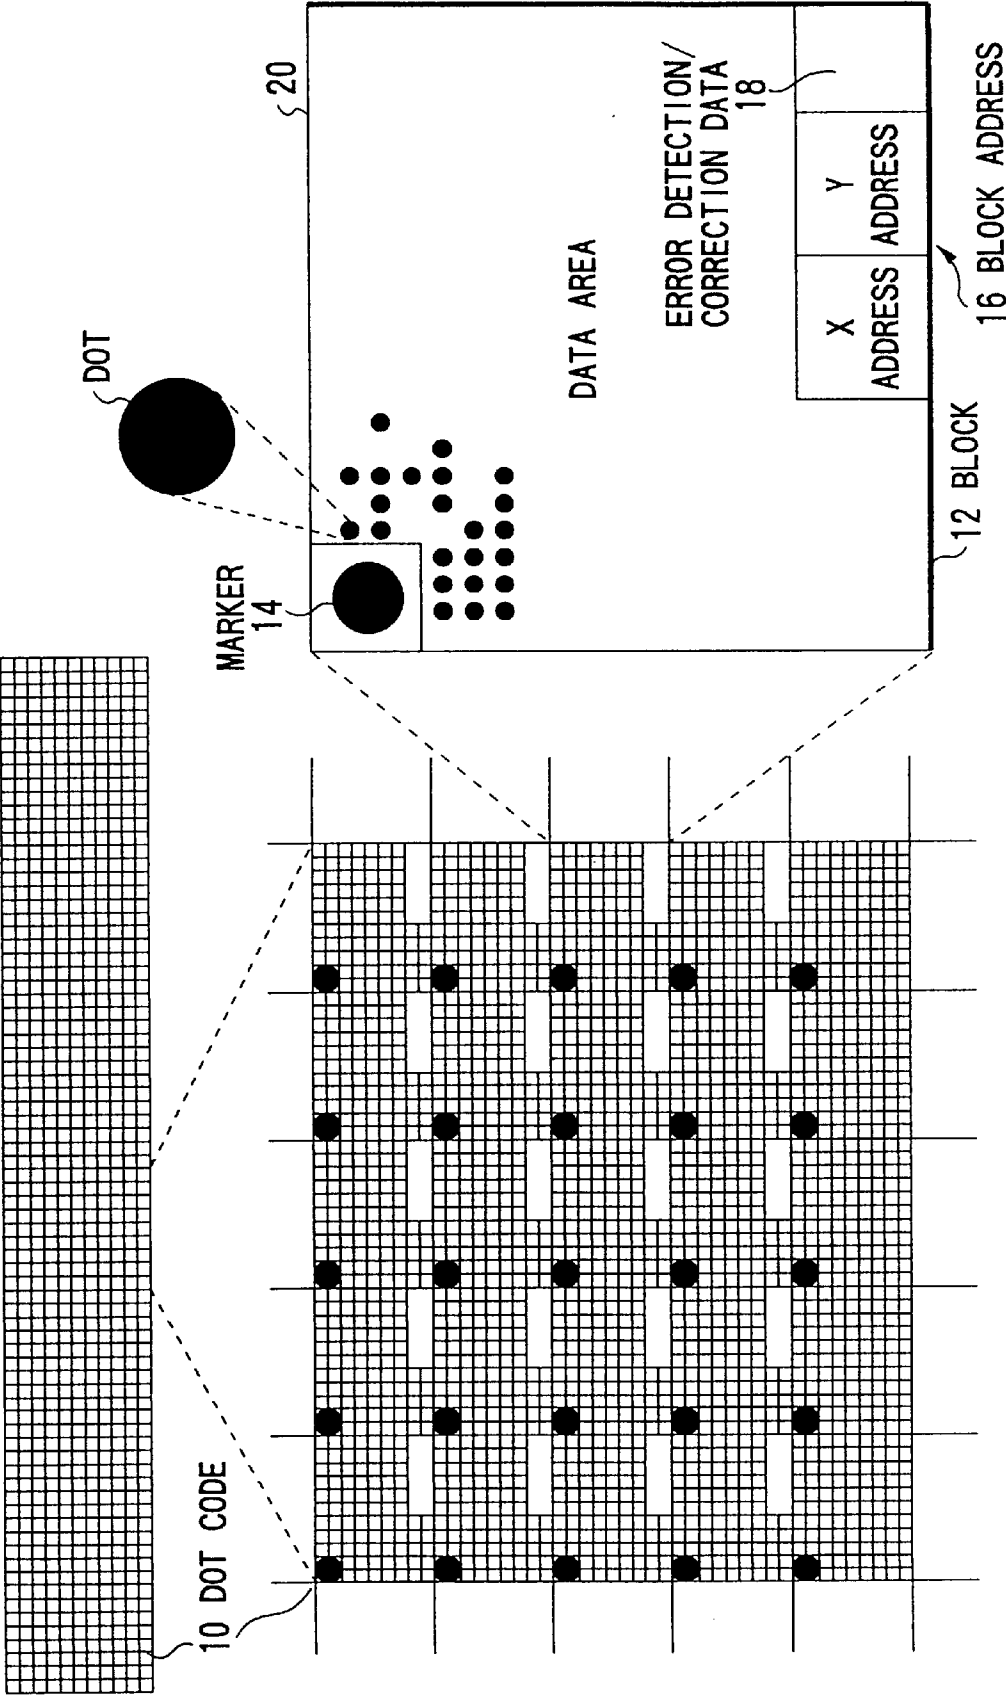 10 DOT CODE
MARKER
14
DOT
20
DATA AREA
ERROR DETECTION/
CORRECTION DATA
18
X
ADDRESS
Y
ADDRESS
12 BLOCK
16 BLOCK ADDRESS